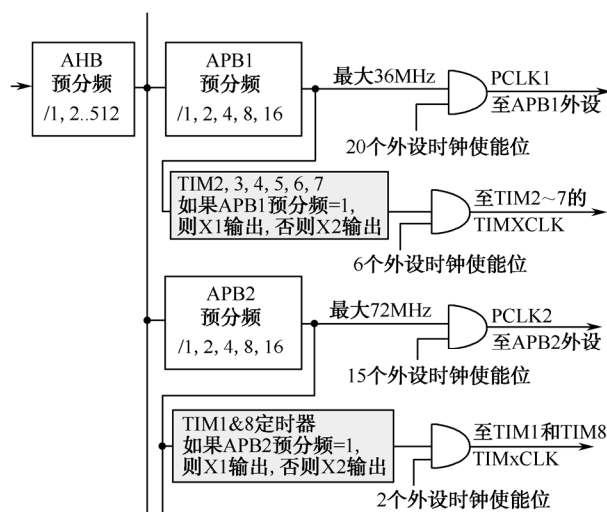 AHB
预分频
/1, 2..512
APB1
预分频
/1, 2, 4, 8, 16
最大36MHz
PCLK1
至APB1外设
20个外设时钟使能位
TIM2, 3, 4, 5, 6, 7
如果APB1预分频=1,
则X1输出, 否则X2输出
至TIM2～7的
TIMXCLK
6个外设时钟使能位
APB2
预分频
/1, 2, 4, 8, 16
最大72MHz
PCLK2
至APB2外设
15个外设时钟使能位
TIM1&8定时器
如果APB2预分频=1,
则X1输出, 否则X2输出
至TIM1和TIM8
TIMxCLK
2个外设时钟使能位